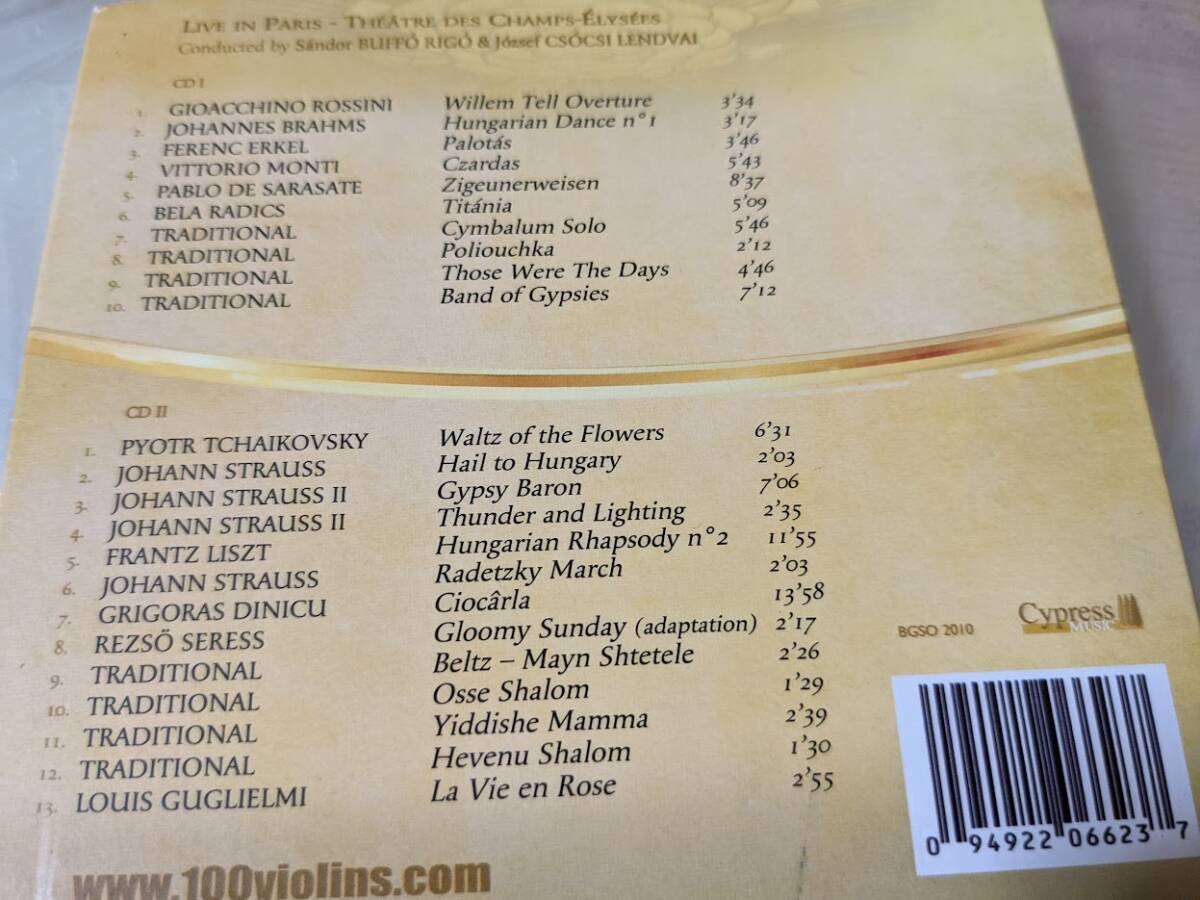 LIVE IN PARIS - THÉÂTRE DES CHAMPS-ÉLYSÉES
Conducted by Sándor BUFFÓ RIGÓ & József CSÓCSI LENDVAI
CD I
1. GIOACCHINO ROSSINI Willem Tell Overture 3'34
2. JOHANNES BRAHMS Hungarian Dance n°1 3'17
3. FERENC ERKEL Palotás 3'46
4. VITTORIO MONTI Czardas 5'43
5. PABLO DE SARASATE Zigeunerweisen 8'37
6. BELA RADICS Titánia 5'09
7. TRADITIONAL Cymbalum Solo 5'46
8. TRADITIONAL Poliouchka 2'12
9. TRADITIONAL Those Were The Days 4'46
10. TRADITIONAL Band of Gypsies 7'12
CD II
1. PYOTR TCHAIKOVSKY Waltz of the Flowers 6'31
2. JOHANN STRAUSS Hail to Hungary 2'03
3. JOHANN STRAUSS II Gypsy Baron 7'06
4. JOHANN STRAUSS II Thunder and Lighting 2'35
5. FRANTZ LISZT Hungarian Rhapsody n°2 11'55
6. JOHANN STRAUSS Radetzky March 2'03
7. GRIGORAS DINICU Ciocârla 13'58
8. REZSÖ SERESS Gloomy Sunday (adaptation) 2'17
9. TRADITIONAL Beltz – Mayn Shtetele 2'26
10. TRADITIONAL Osse Shalom 1'29
11. TRADITIONAL Yiddishe Mamma 2'39
12. TRADITIONAL Hevenu Shalom 1'30
13. LOUIS GUGLIELMI La Vie en Rose 2'55
BGSO 2010
Cypress
MUSIC
0 94922 06623 7
www.100violins.com